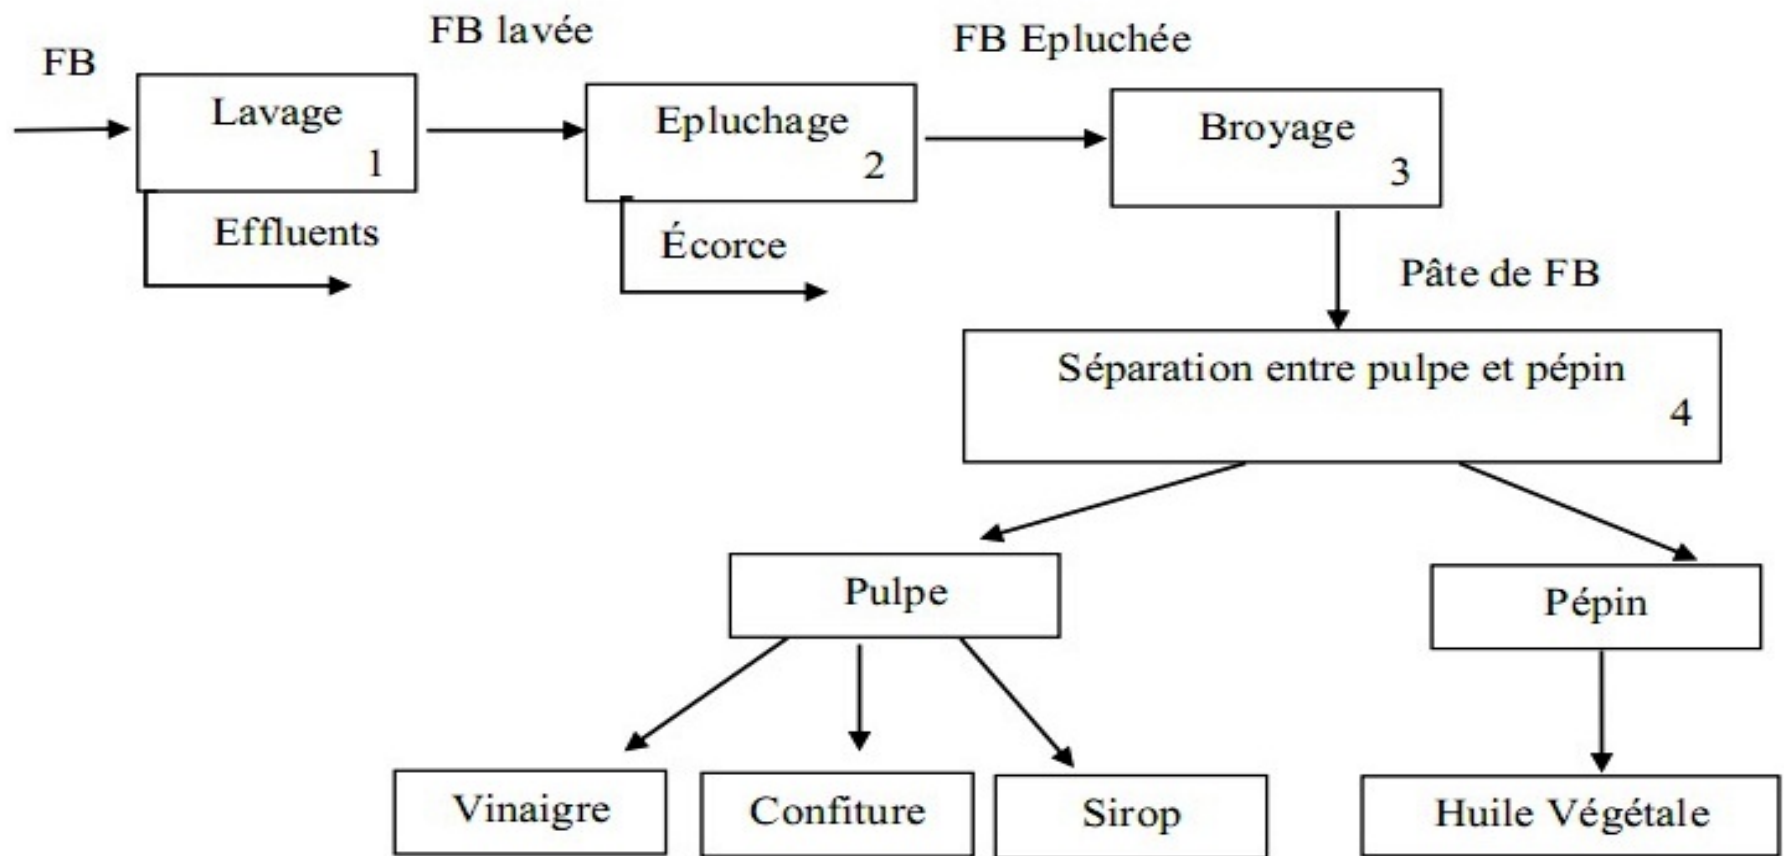 FB
FB lavée
FB Epluchée
Lavage
1
Epluchage
2
Broyage
3
Effluents
Écorce
Pâte de FB
Séparation entre pulpe et pépin
4
Pulpe
Pépin
Vinaigre
Confiture
Sirop
Huile Végétale